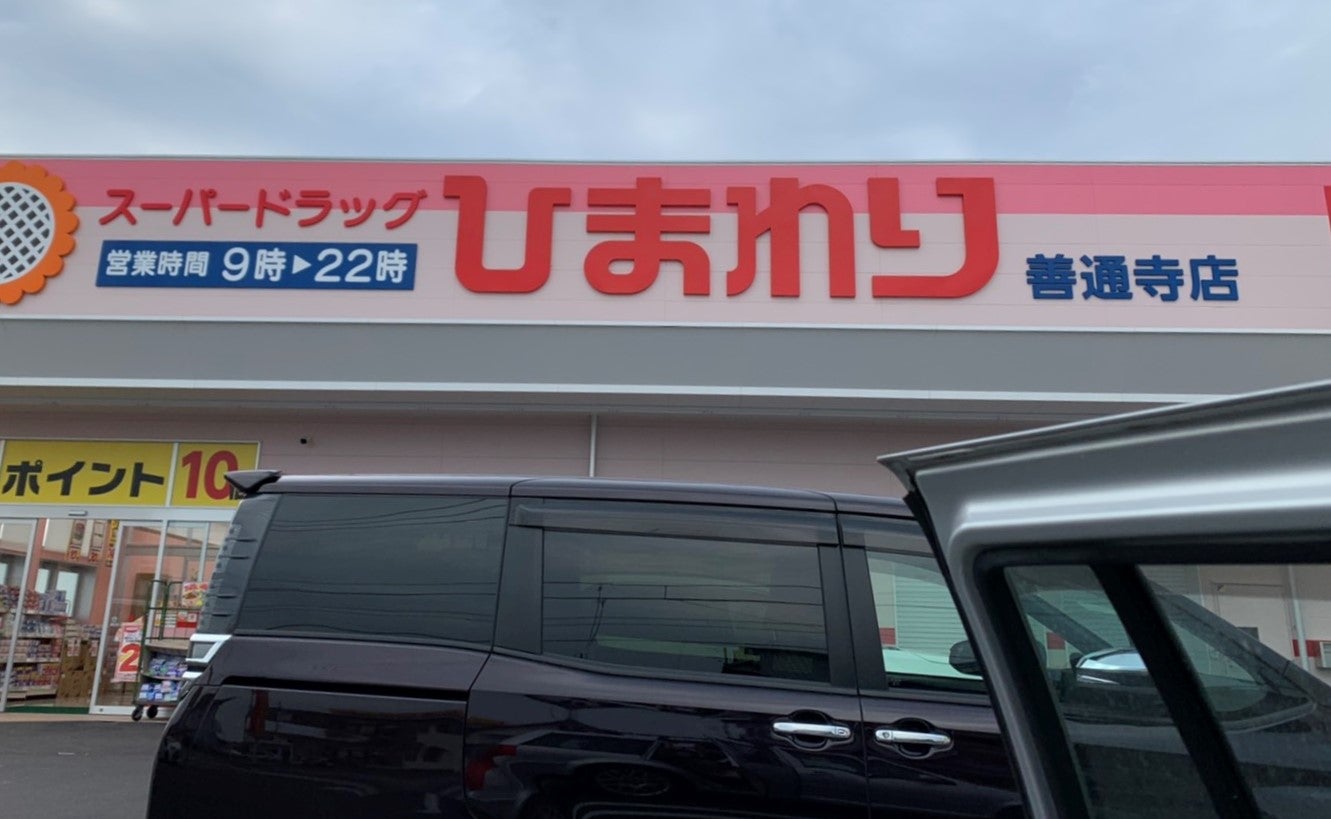 スーパードラッグ
営業時間 9時▶22時
ひまわり
善通寺店
ポイント 10
2